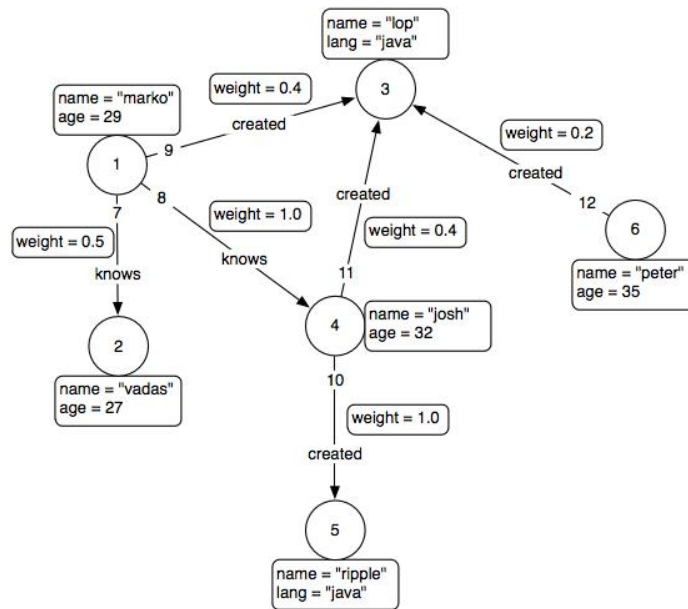 name = "lop"
lang = "java"
3
weight = 0.4
name = "marko"
age = 29
created
9
1
weight = 0.2
created
created
12
8
7
weight = 1.0
weight = 0.4
6
weight = 0.5
knows
knows
11
name = "peter"
age = 35
4
name = "josh"
age = 32
2
10
name = "vadas"
age = 27
weight = 1.0
created
5
name = "ripple"
lang = "java"